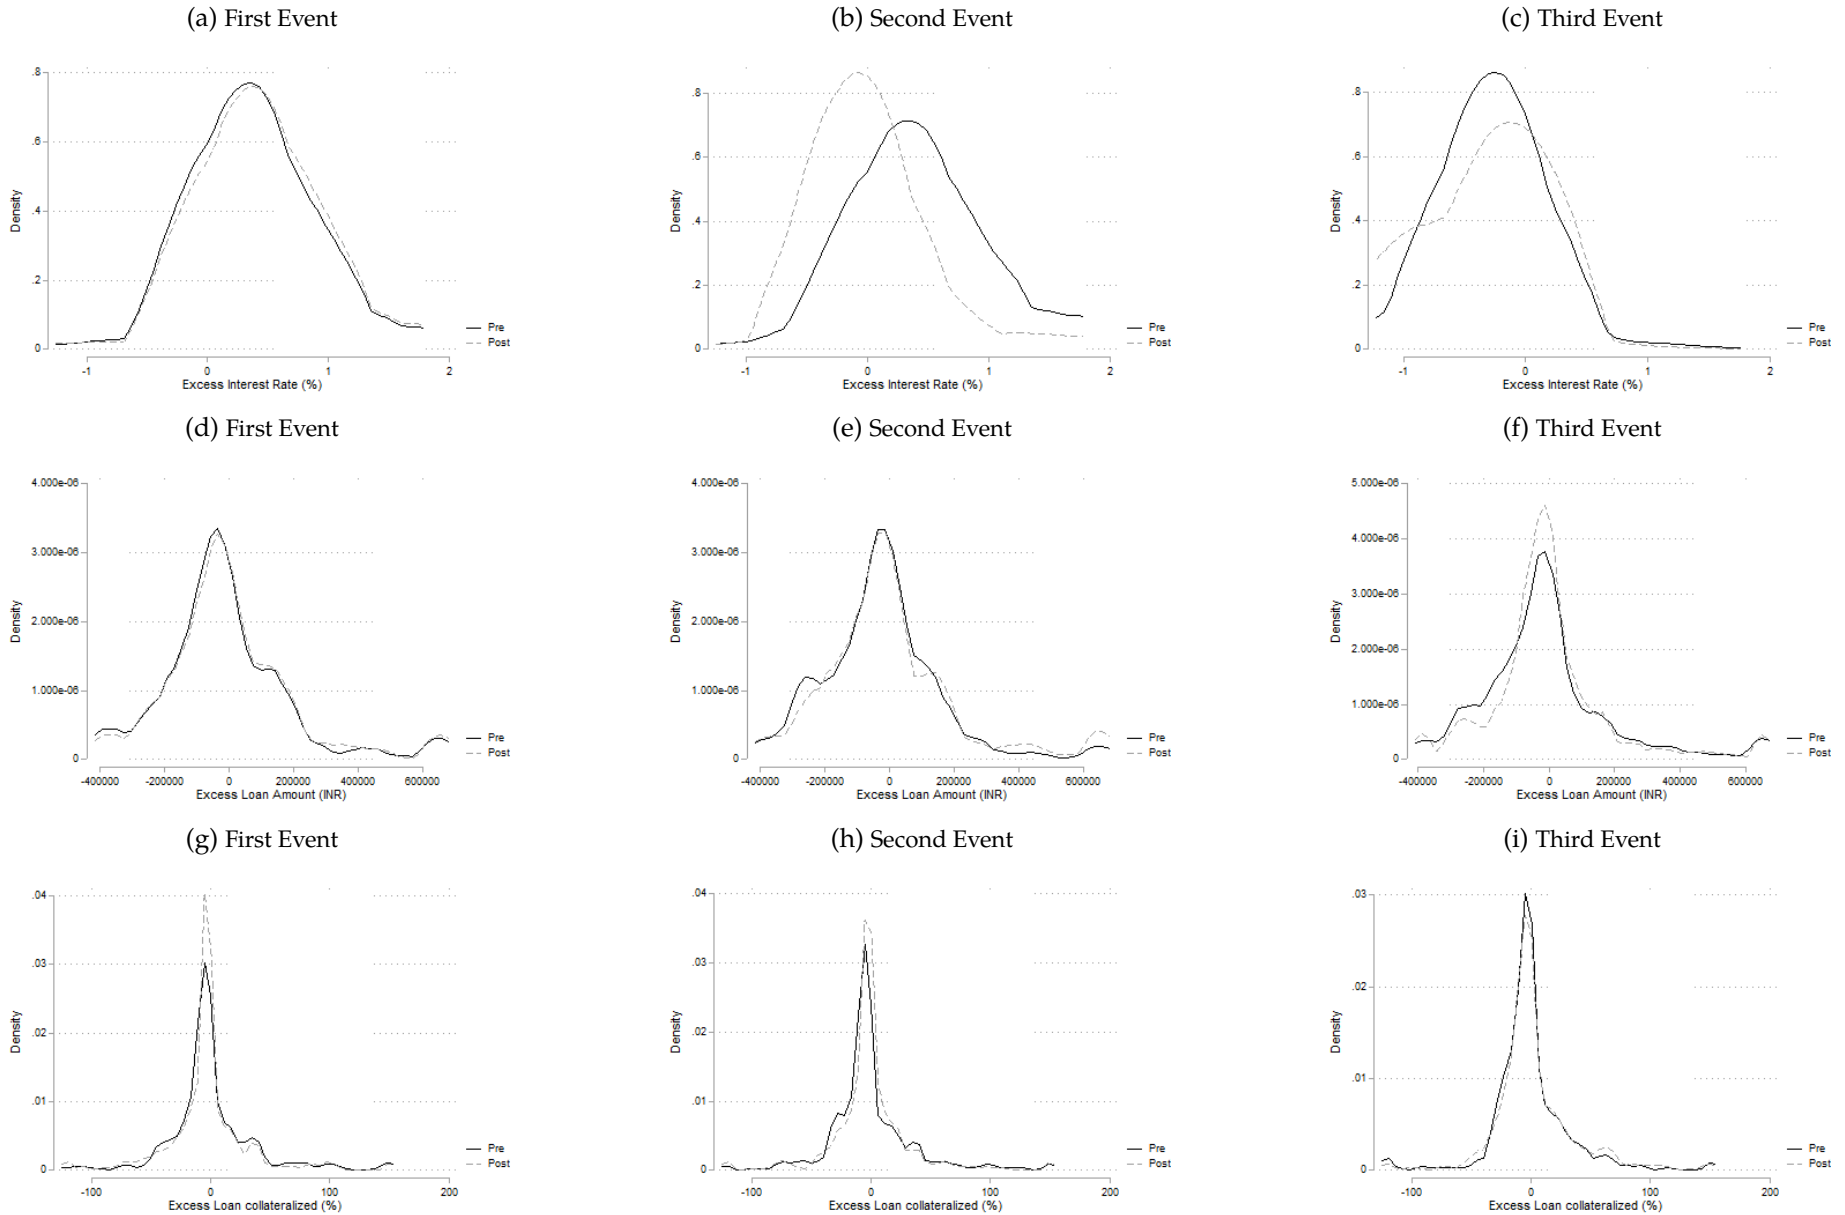 (a) First Event
(b) Second Event
(c) Third Event
.8
.6
.4
.2
0
Density
-1
0
1
2
Excess Interest Rate (%)
Pre
Post
.8
.6
.4
.2
0
Density
-1
0
1
2
Excess Interest Rate (%)
Pre
Post
.8
.6
.4
.2
0
Density
-1
0
1
2
Excess Interest Rate (%)
Pre
Post
(d) First Event
(e) Second Event
(f) Third Event
4.000e-06
3.000e-06
2.000e-06
1.000e-06
0
Density
-400000
-200000
0
200000
400000
600000
Excess Loan Amount (INR)
Pre
Post
4.000e-06
3.000e-06
2.000e-06
1.000e-06
0
Density
-400000
-200000
0
200000
400000
600000
Excess Loan Amount (INR)
Pre
Post
5.000e-06
4.000e-06
3.000e-06
2.000e-06
1.000e-06
0
Density
-400000
-200000
0
200000
400000
600000
Excess Loan Amount (INR)
Pre
Post
(g) First Event
(h) Second Event
(i) Third Event
.04
.03
.02
.01
0
Density
-100
0
100
200
Excess Loan collateralized (%)
Pre
Post
.04
.03
.02
.01
0
Density
-100
0
100
200
Excess Loan collateralized (%)
Pre
Post
.03
.02
.01
0
Density
-100
0
100
200
Excess Loan collateralized (%)
Pre
Post